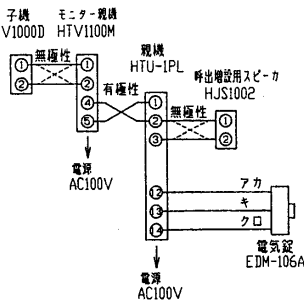 子機 モニター親機
V1000D HTV1100M
無極性
① ①
② ②
④
⑤
有極性
親機
HTU-1PL
①
②
③
呼出増設用スピーカ
HJS1002
無極性
①
②
電源
AC100V
⑫ アカ
⑬ キ
⑭ クロ
電気錠
EDM-106A
電源
AC100V